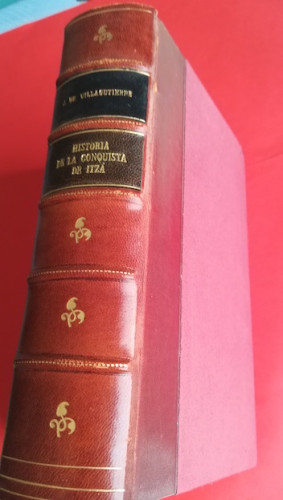 J. DE VILLAGUTIERRE
HISTORIA
DE LA CONQUISTA
DE ITZÁ